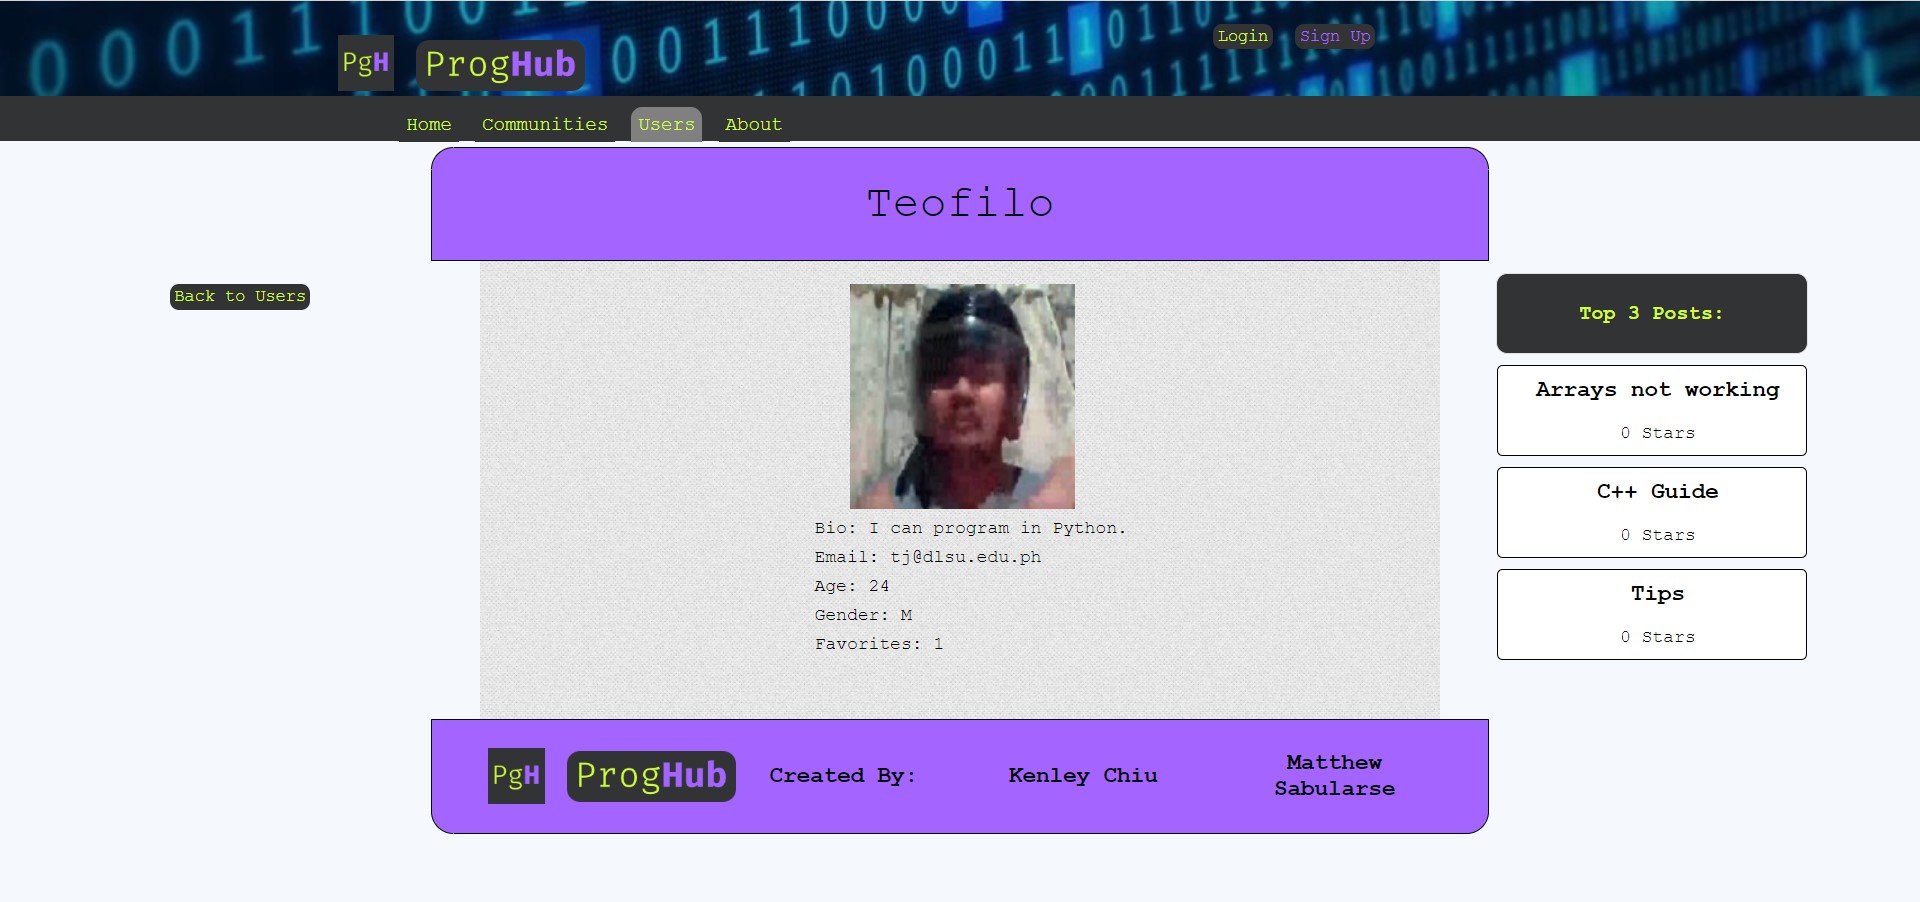 Login Sign Up
PgH ProgHub
Home Communities Users About
Teofilo
Back to Users
Bio: I can program in Python.
Email: tj@dlsu.edu.ph
Age: 24
Gender: M
Favorites: 1
Top 3 Posts:
Arrays not working
0 Stars
C++ Guide
0 Stars
Tips
0 Stars
PgH ProgHub Created By: Kenley Chiu Matthew
Sabularse